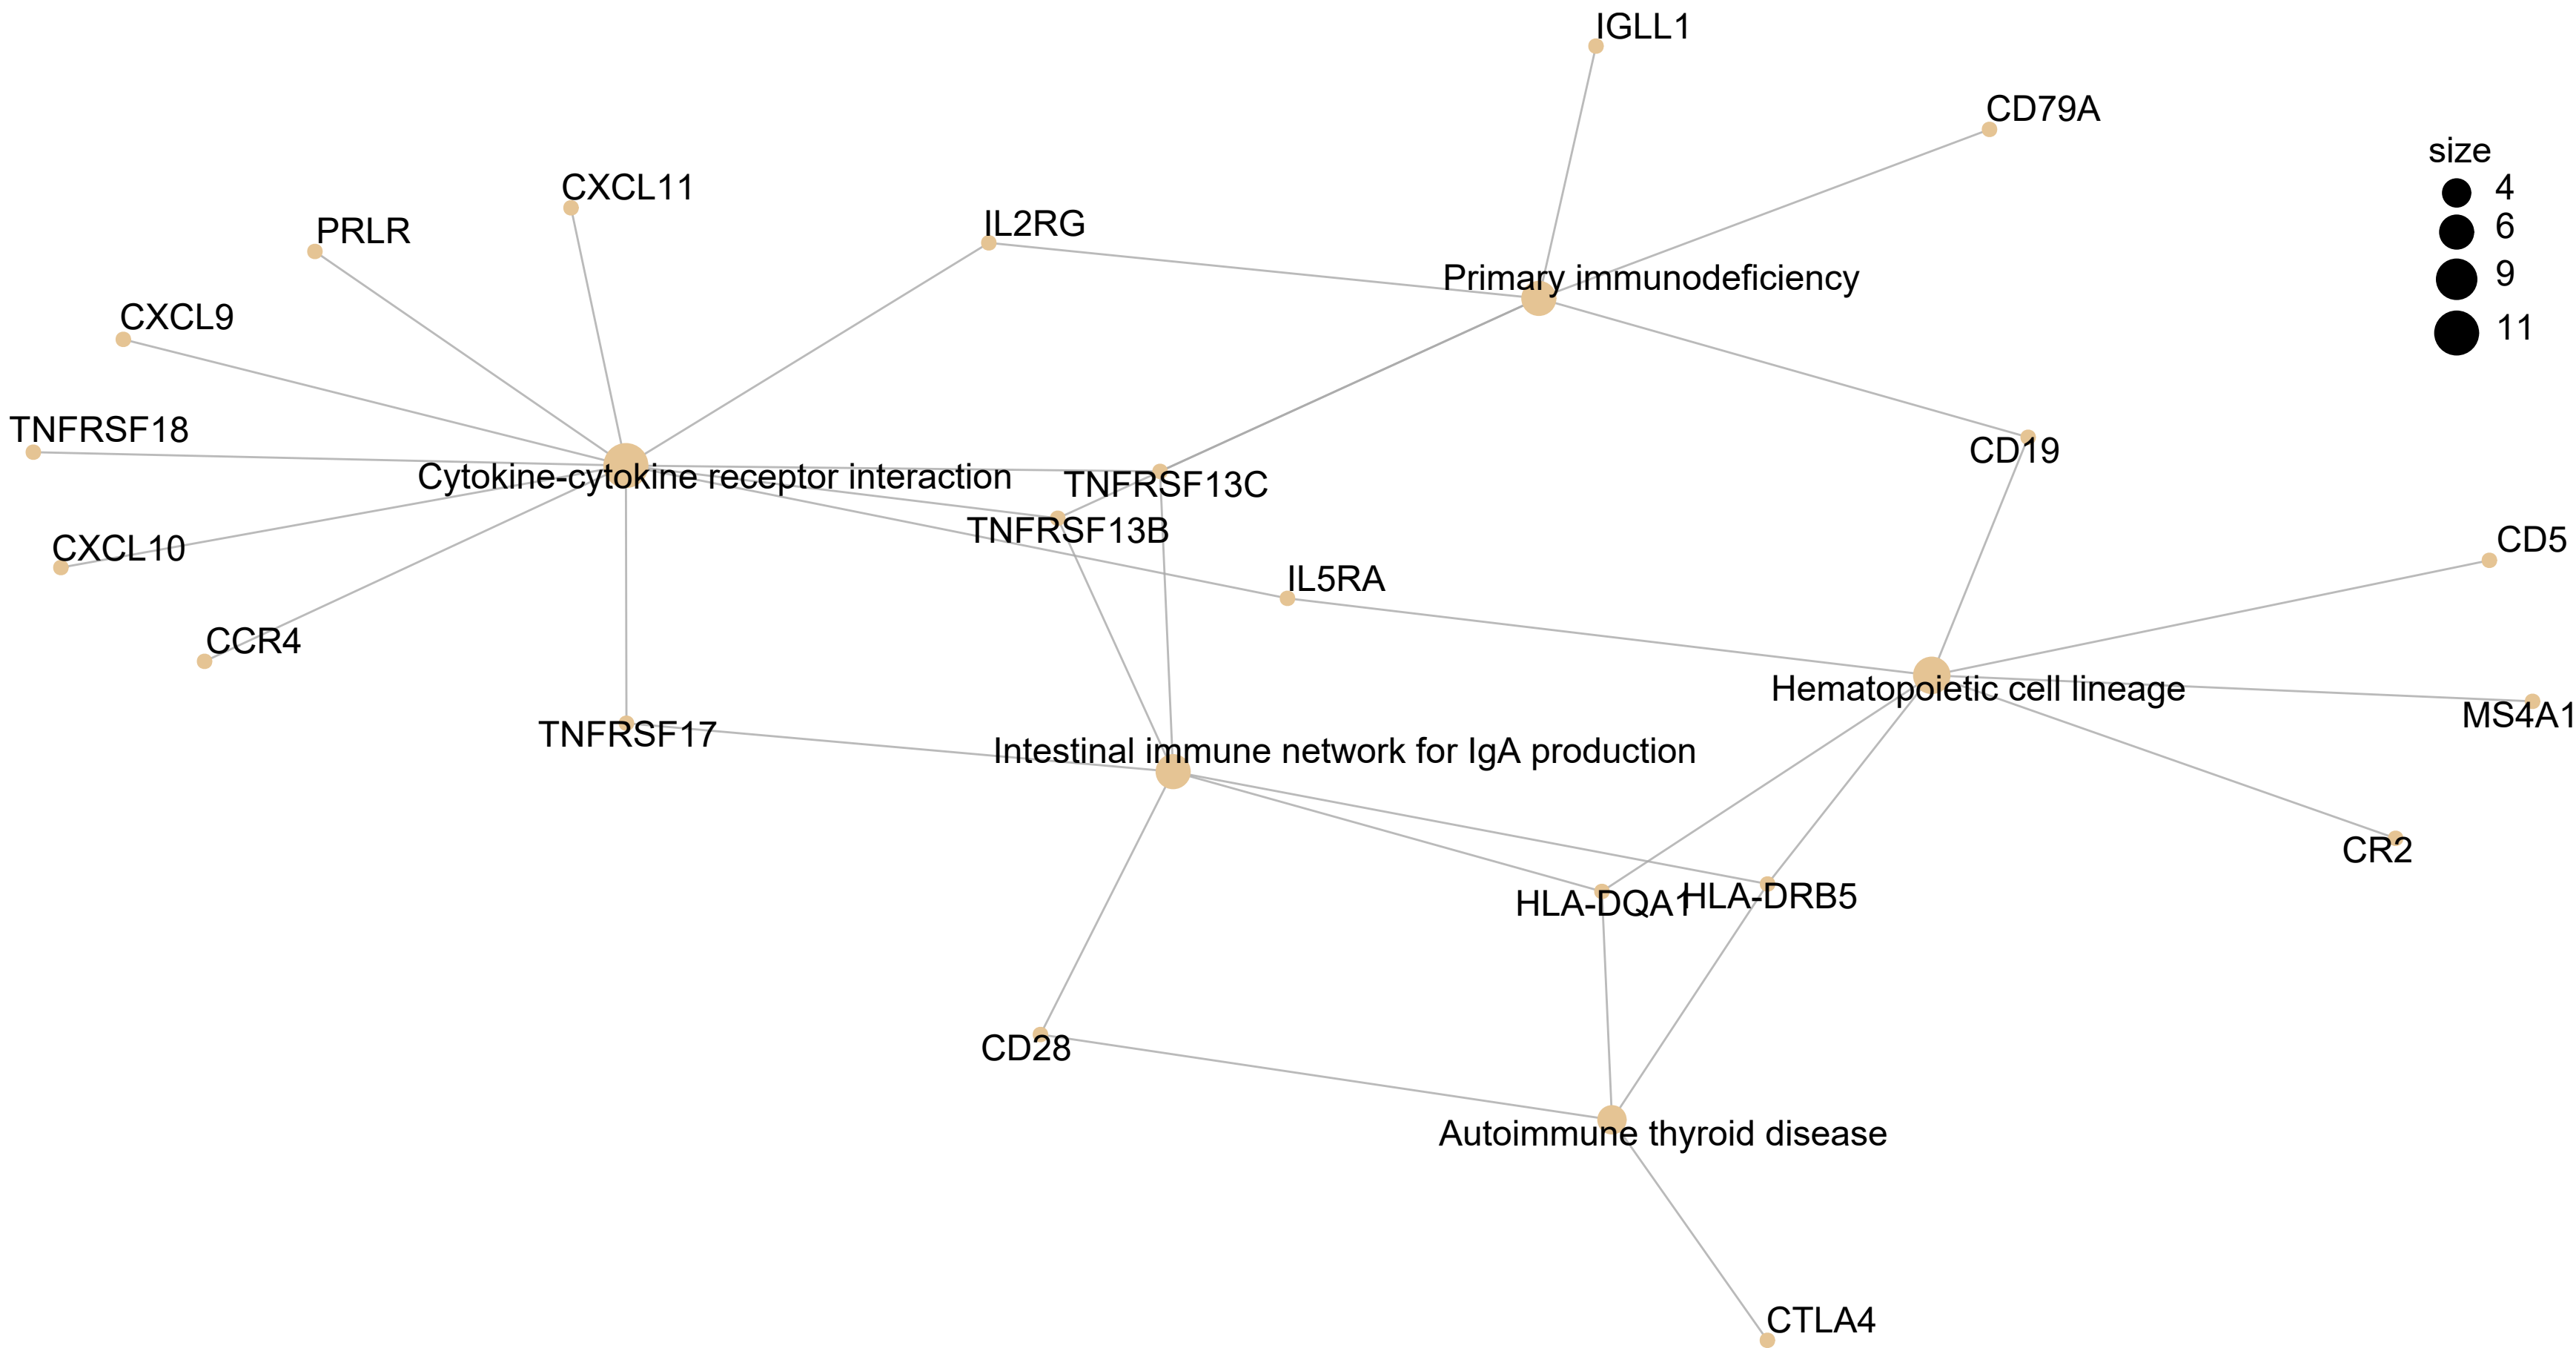 IGLL1
CD79A
size
4
6
9
11
CXCL11
PRLR
IL2RG
Primary immunodeficiency
CXCL9
TNFRSF18
CD19
Cytokine-cytokine receptor interaction
TNFRSF13C
TNFRSF13B
CXCL10
CD5
IL5RA
CCR4
Hematopoietic cell lineage
MS4A1
TNFRSF17
Intestinal immune network for IgA production
CR2
HLA-DQA1
HLA-DRB5
CD28
Autoimmune thyroid disease
CTLA4